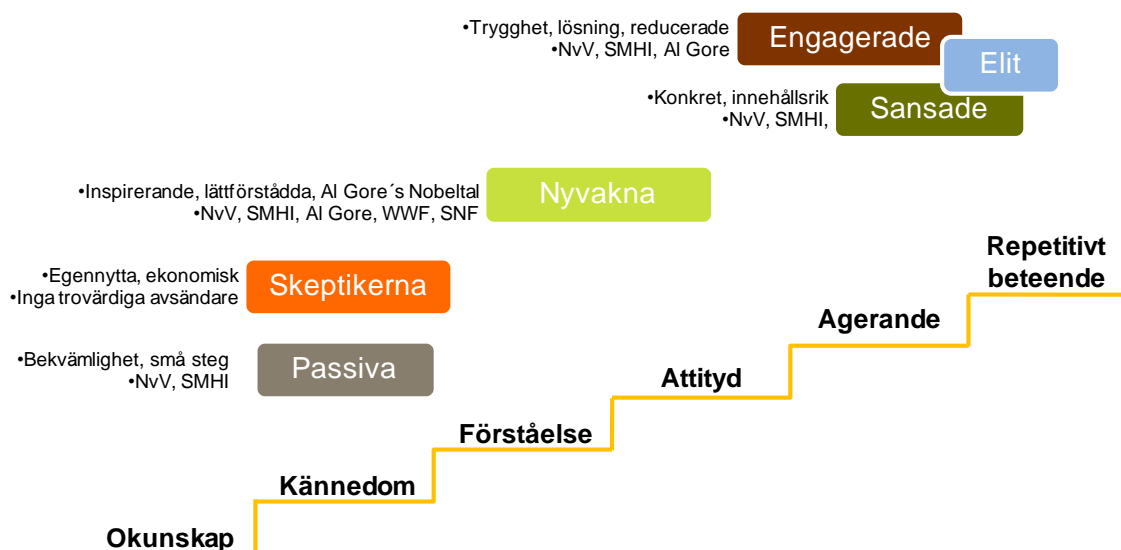 •Trygghet, lösning, reducerade
•NvV, SMHI, Al Gore
Engagerade
Elit
•Konkret, innehållsrik
•NvV, SMHI,
Sansade
•Inspirerande, lättförstådda, Al Gore´s Nobeltal
•NvV, SMHI, Al Gore, WWF, SNF
Nyvakna
•Egennytta, ekonomisk
•Inga trovärdiga avsändare
Skeptikerna
•Bekvämlighet, små steg
•NvV, SMHI
Passiva
Repetitivt
beteende
Agerande
Attityd
Förståelse
Kännedom
Okunskap